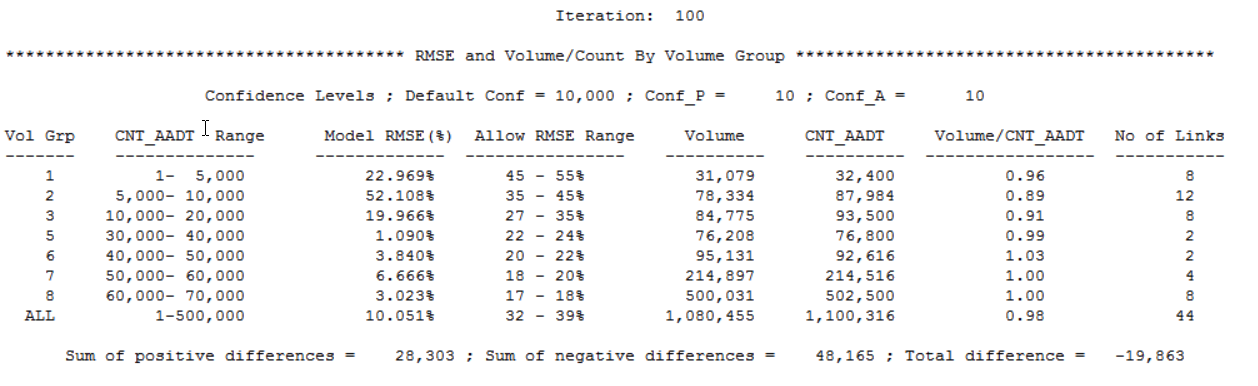 Iteration: 100
**************************************** RMSE and Volume/Count By Volume Group ******************************************
Confidence Levels ; Default Conf = 10,000 ; Conf_P = 10 ; Conf_A = 10
Vol Grp CNT_AADT Range Model RMSE(%) Allow RMSE Range Volume CNT_AADT Volume/CNT_AADT No of Links
------- -------------- ------------- ---------------- ---------- ---------- ----------------- -----------
1 1- 5,000 22.969% 45 - 55% 31,079 32,400 0.96 8
2 5,000- 10,000 52.108% 35 - 45% 78,334 87,984 0.89 12
3 10,000- 20,000 19.966% 27 - 35% 84,775 93,500 0.91 8
5 30,000- 40,000 1.090% 22 - 24% 76,208 76,800 0.99 2
6 40,000- 50,000 3.840% 20 - 22% 95,131 92,616 1.03 2
7 50,000- 60,000 6.666% 18 - 20% 214,897 214,516 1.00 4
8 60,000- 70,000 3.023% 17 - 18% 500,031 502,500 1.00 8
ALL 1-500,000 10.051% 32 - 39% 1,080,455 1,100,316 0.98 44
Sum of positive differences = 28,303 ; Sum of negative differences = 48,165 ; Total difference = -19,863